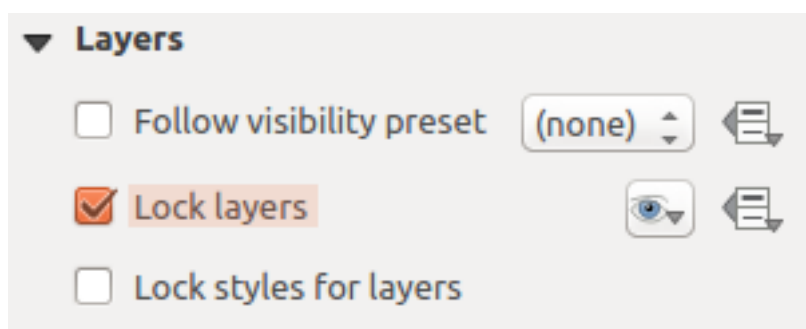 Layers
Follow visibility preset (none)
Lock layers
Lock styles for layers